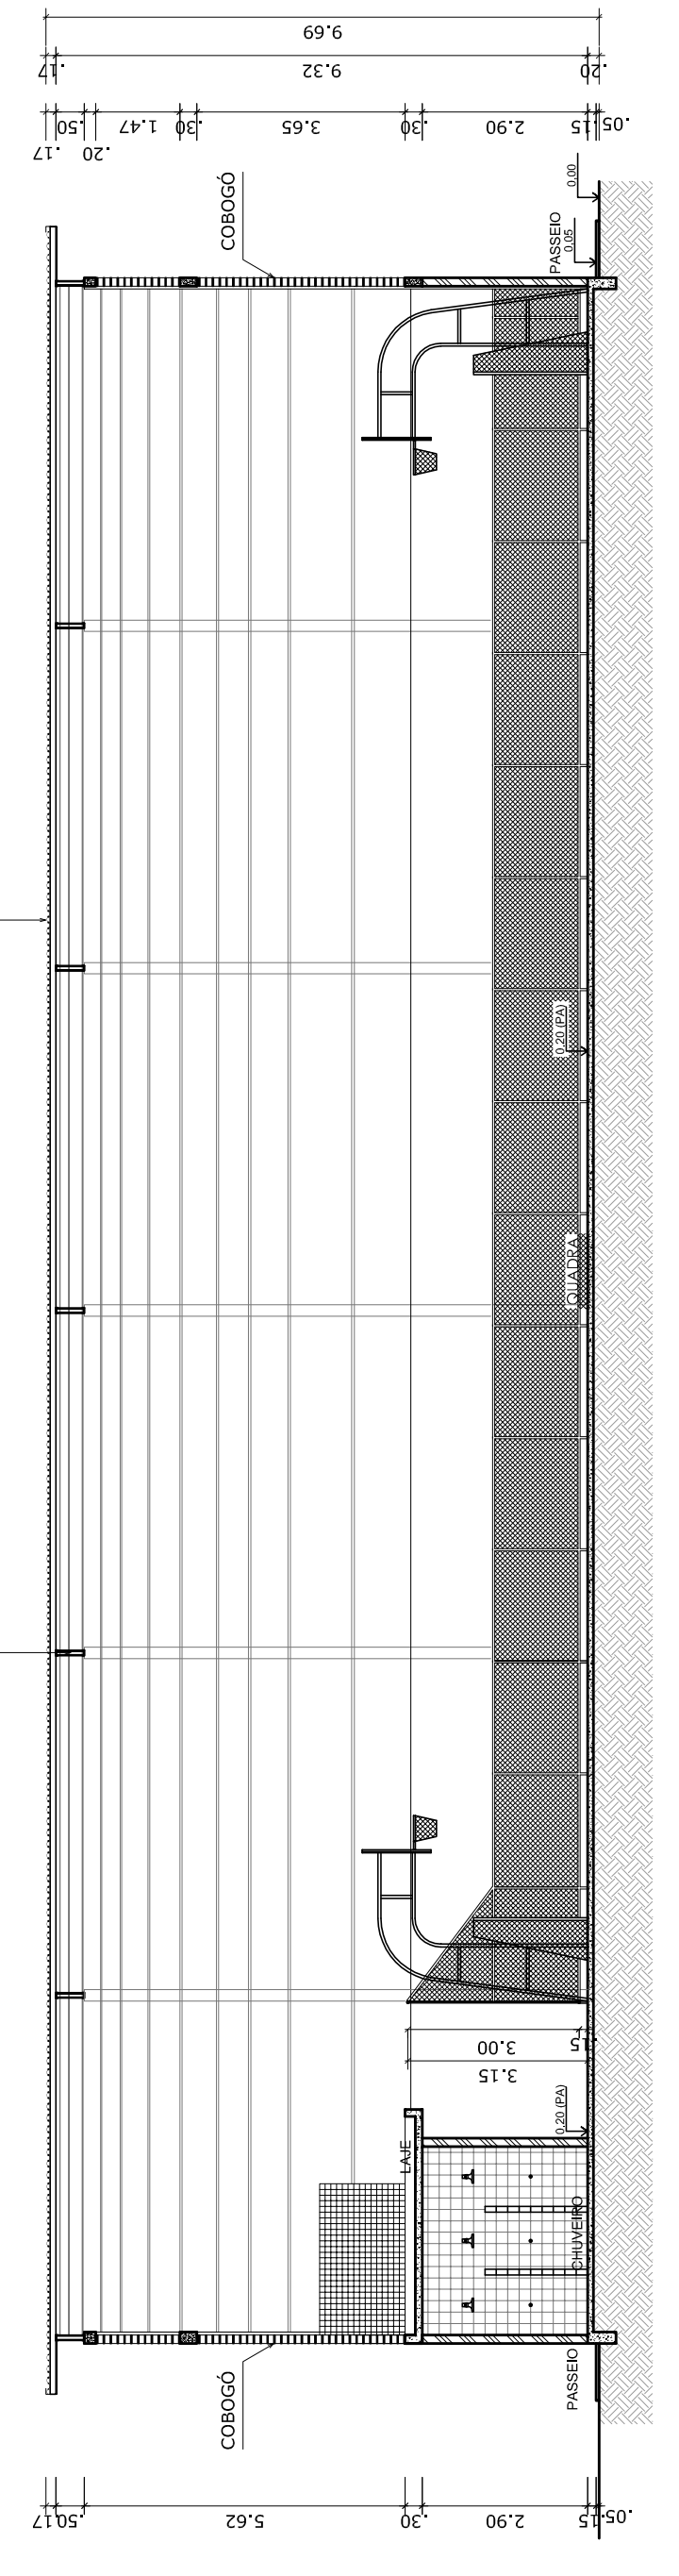 9.69
.17
9.32
.20
.17
.50
.20
1.47
.30
3.65
.30
2.90
.15
.05
COBOGÓ
PASSEIO
0,05
0,00
0,20 (PA)
QUADRA
3.00
.15
3.15
0,20 (PA)
LAJE
CHUVEIRO
COBOGÓ
PASSEIO
.17
.50
5.62
.30
2.90
.15
.05